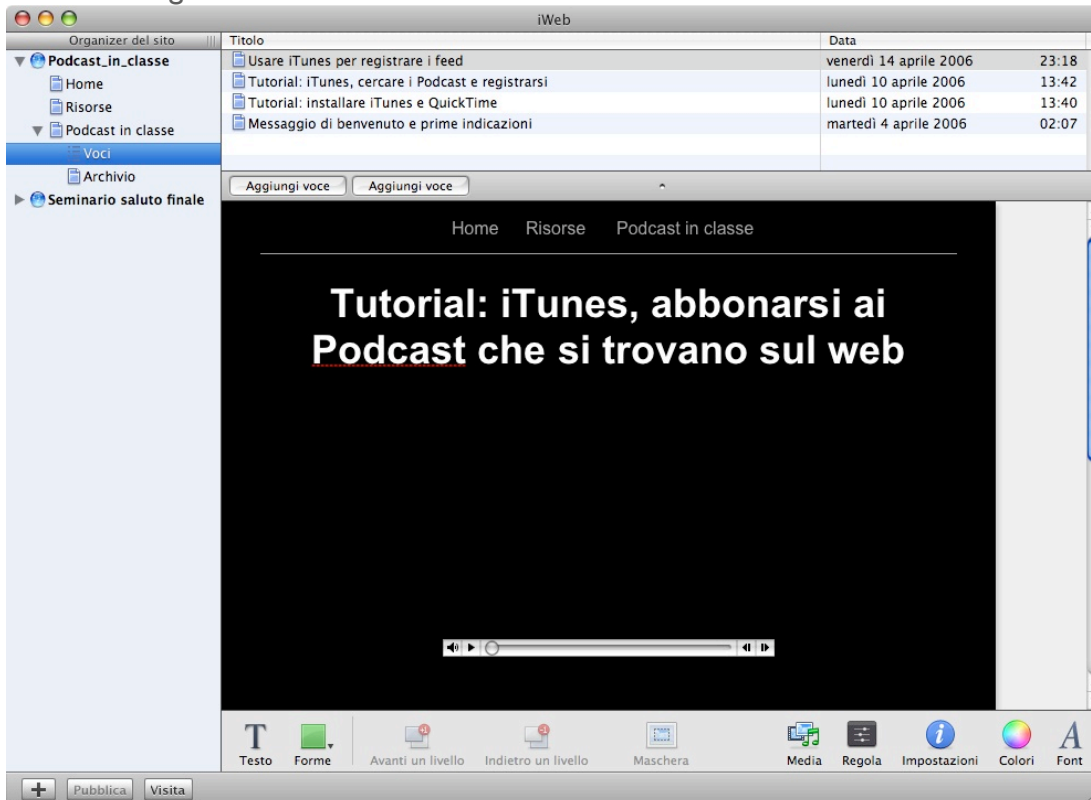 iWeb
Organizer del sito
Podcast_in_classe
Home
Risorse
Podcast in classe
Voci
Archivio
Seminario saluto finale
Titolo Data
Usare iTunes per registrare i feed venerdì 14 aprile 2006 23:18
Tutorial: iTunes, cercare i Podcast e registrarsi lunedì 10 aprile 2006 13:42
Tutorial: installare iTunes e QuickTime lunedì 10 aprile 2006 13:40
Messaggio di benvenuto e prime indicazioni martedì 4 aprile 2006 02:07
Aggiungi voce Aggiungi voce
Home Risorse Podcast in classe
Tutorial: iTunes, abbonarsi ai
Podcast che si trovano sul web
T Testo Forme Avanti un livello Indietro un livello Maschera Media Regola Impostazioni Colori A Font
Pubblica Visita